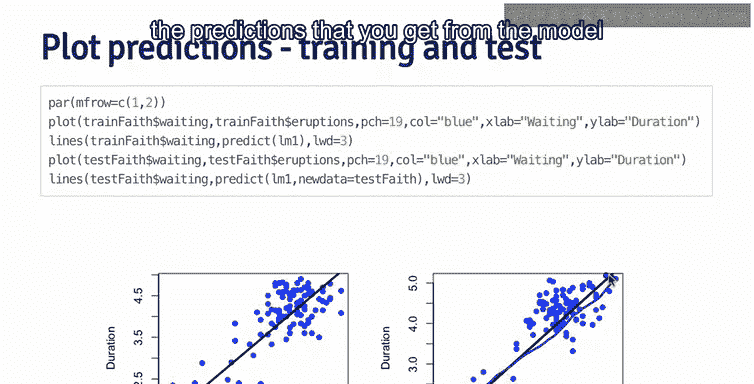 the predictions that you get from the model
Plot predictions - training and test
par(mfrow=c(1,2))
plot(trainFaith$waiting,trainFaith$eruptions,pch=19,col="blue",xlab="Waiting",ylab="Duration")
lines(trainFaith$waiting,predict(lm1),lwd=3)
plot(testFaith$waiting,testFaith$eruptions,pch=19,col="blue",xlab="Waiting",ylab="Duration")
lines(testFaith$waiting,predict(lm1,newdata=testFaith),lwd=3)
Duration
4.5
3.5
2.5
Duration
5.0
4.0
3.0